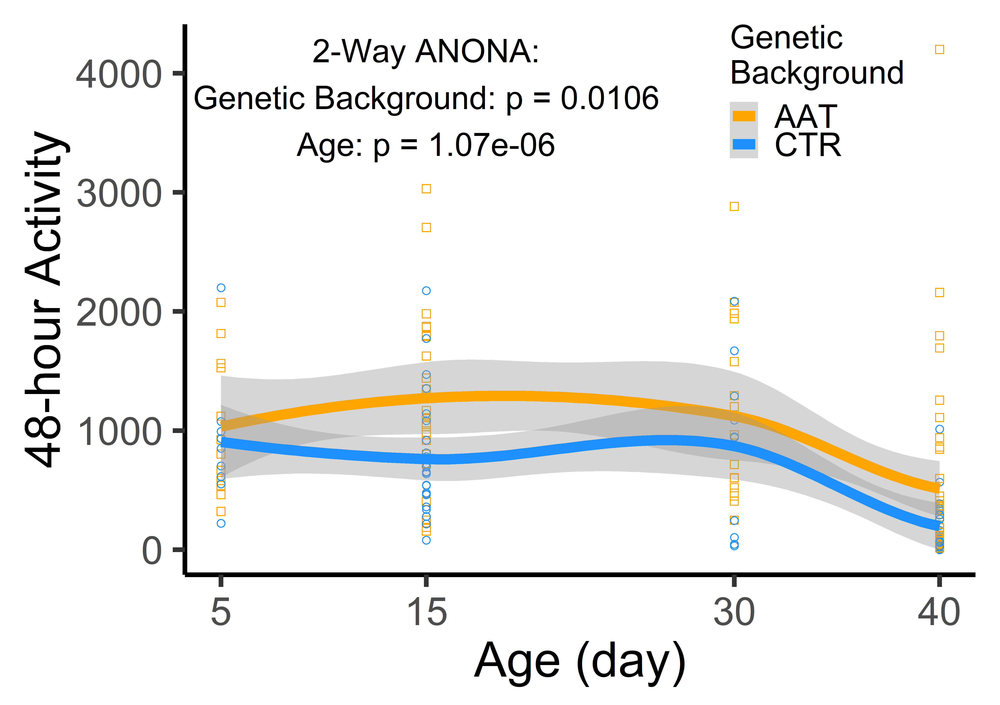 2-Way ANONA:
Genetic Background: p = 0.0106
Age: p = 1.07e-06
Genetic
Background
AAT
CTR
48-hour Activity
4000
3000
2000
1000
0
5 15 30 40
Age (day)